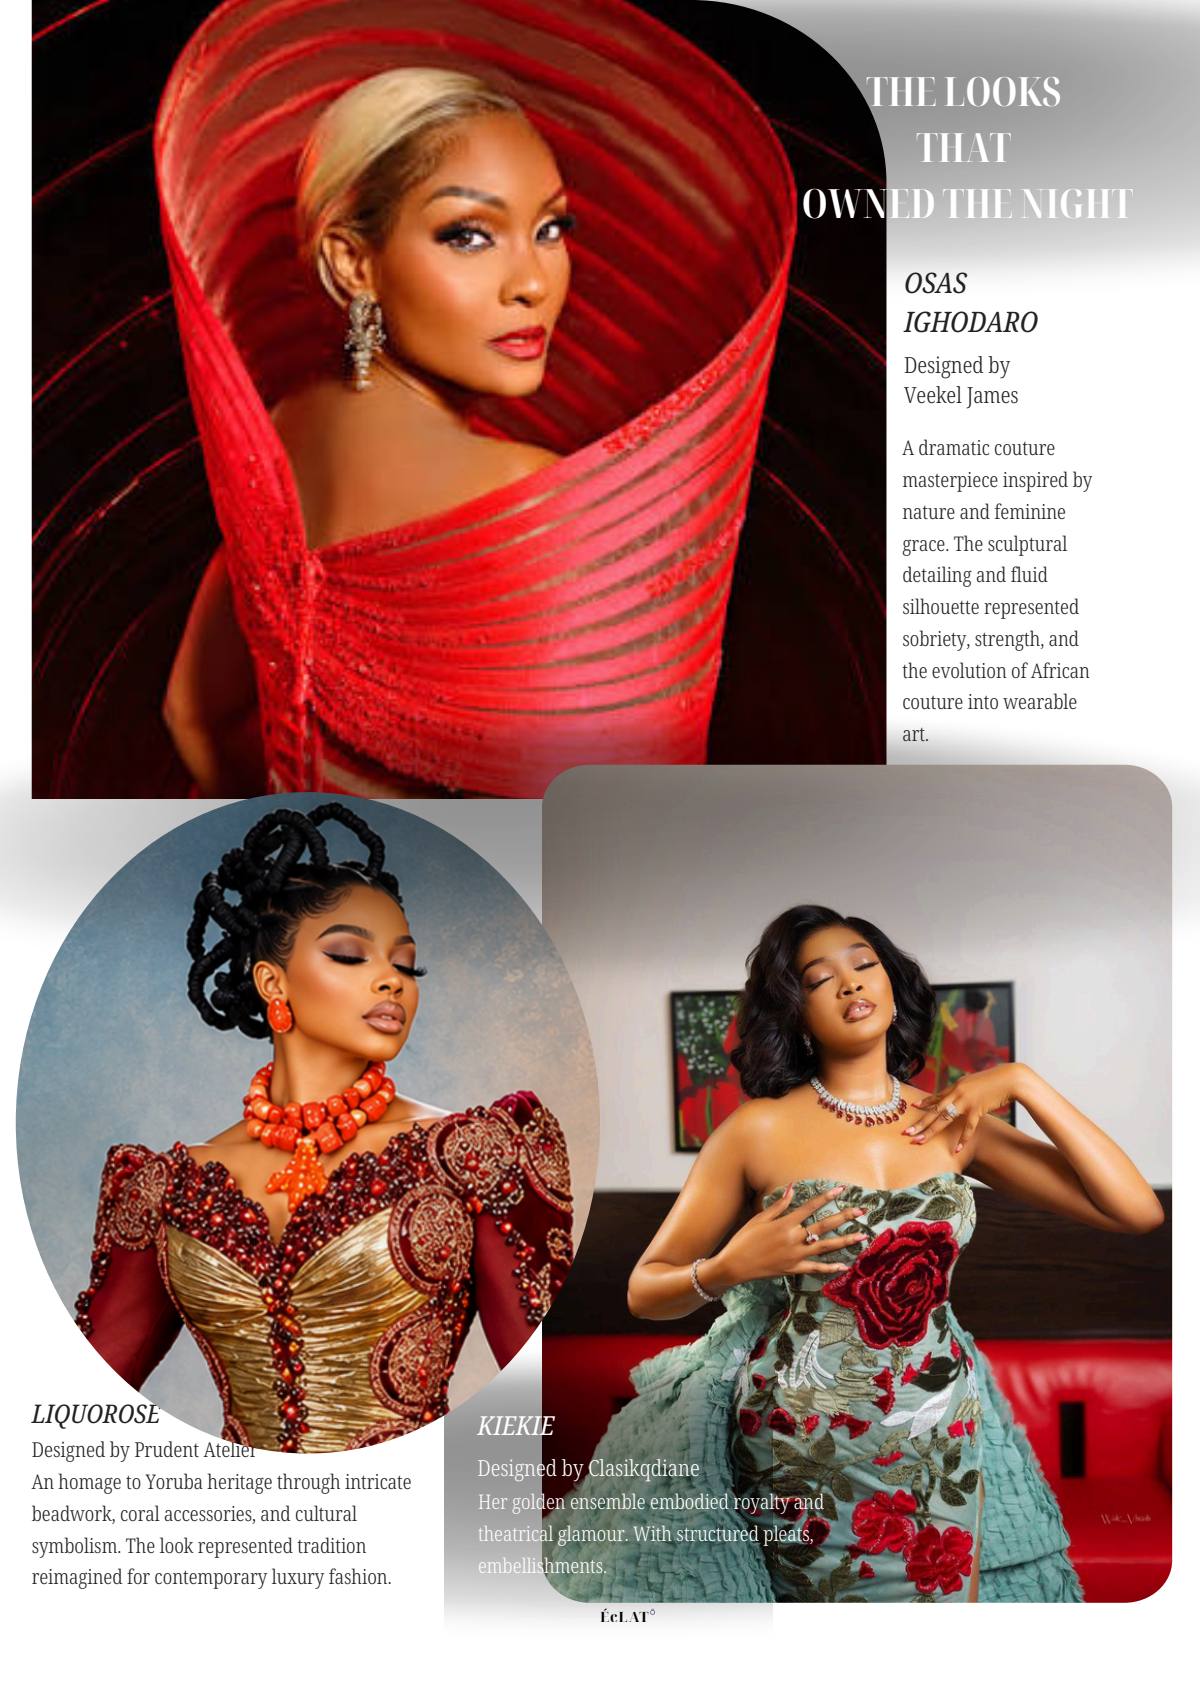 THE LOOKS
THAT
OWNED THE NIGHT
OSAS
IGHODARO
Designed by
Veekel James
A dramatic couture
masterpiece inspired by
nature and feminine
grace. The sculptural
detailing and fluid
silhouette represented
sobriety, strength, and
the evolution of African
couture into wearable
art.
LIQUOROSE
Designed by Prudent Atelier
An homage to Yoruba heritage through intricate
beadwork, coral accessories, and cultural
symbolism. The look represented tradition
reimagined for contemporary luxury fashion.
KIEKIE
Designed by Clasikqdiane
Her golden ensemble embodied royalty and
theatrical glamour. With structured pleats,
embellishments.
ÉcLAT°